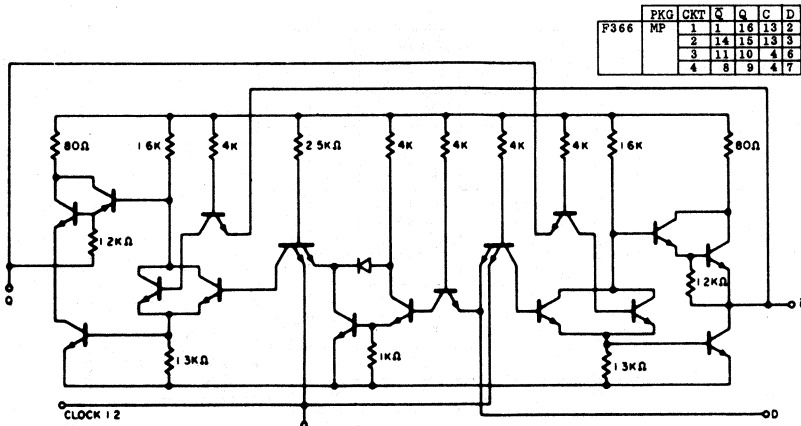 PKG CKT Q̄ Q C D
F366 MP 1 1 16 13 2
2 14 15 13 3
3 11 10 4 6
4 8 9 4 7
80Ω 1.6K 4K 2.5KΩ 4K 4K 4K 4K 1.6K 80Ω
1.2KΩ
1.2KΩ
Q
1.3KΩ 1KΩ 1.3KΩ
CLOCK 1 2
D